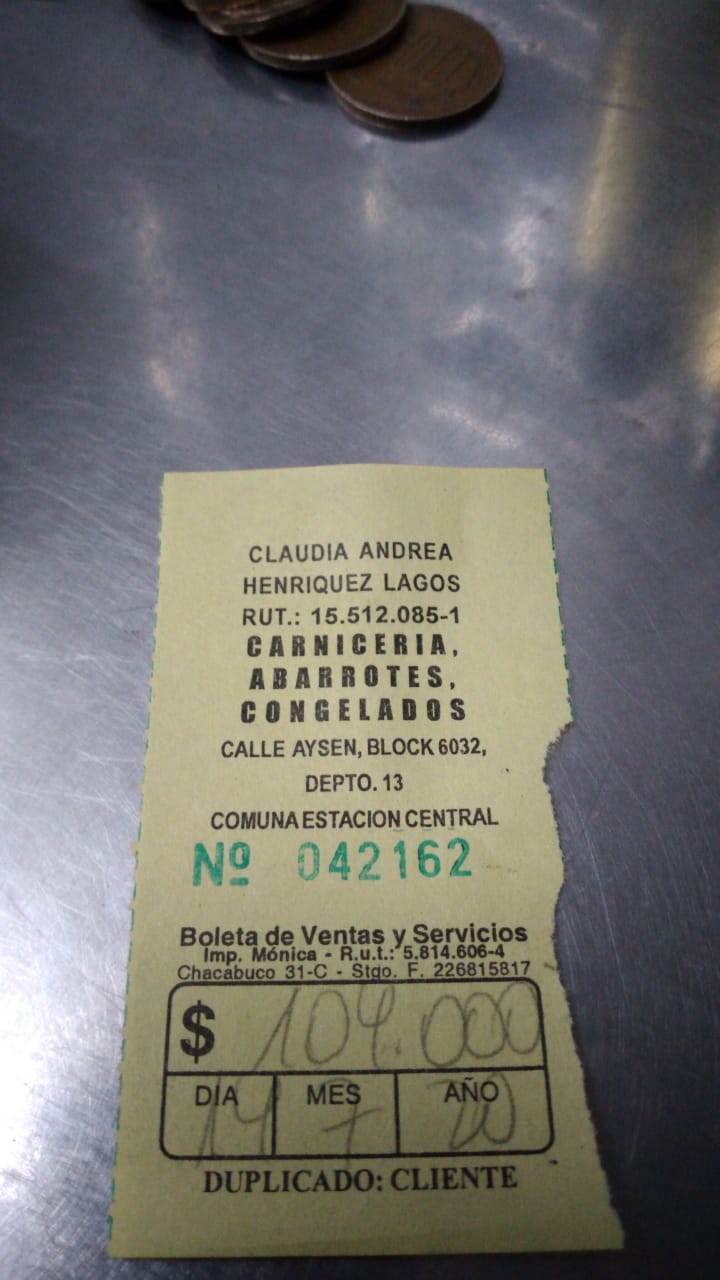 CLAUDIA ANDREA
HENRIQUEZ LAGOS
RUT.: 15.512.085-1
CARNICERIA,
ABARROTES,
CONGELADOS
CALLE AYSEN, BLOCK 6032,
DEPTO. 13
COMUNA ESTACION CENTRAL
Nº 042162
Boleta de Ventas y Servicios
Imp. Mónica - R.u.t.: 5.814.606-4
Chacabuco 31-C - Stgo. F. 226815817
$ 109.000
DIA MES AÑO
14 7 20
DUPLICADO: CLIENTE